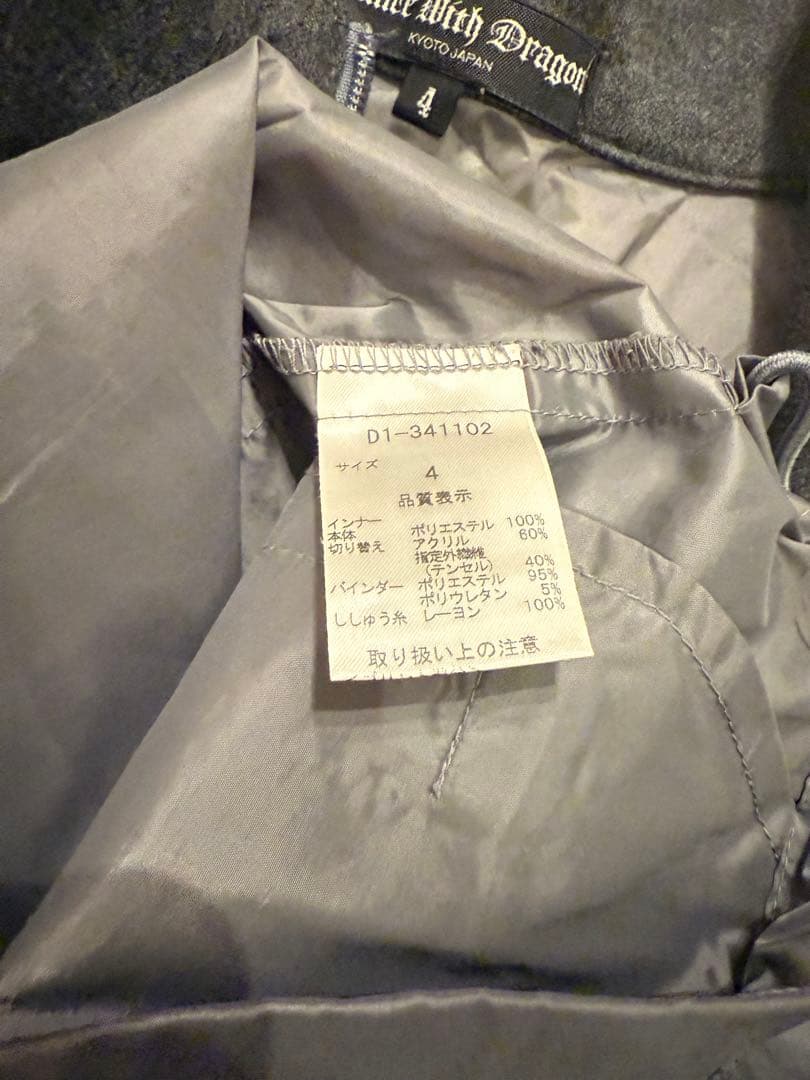 With Dragon
KYOTO JAPAN
4
D1-341102
サイズ 4
品質表示
インナー ポリエステル 100%
本体 アクリル 60%
切り替え 指定外繊維
(テンセル) 40%
バインダー ポリエステル 95%
ポリウレタン 5%
ししゅう糸 レーヨン 100%
取り扱い上の注意